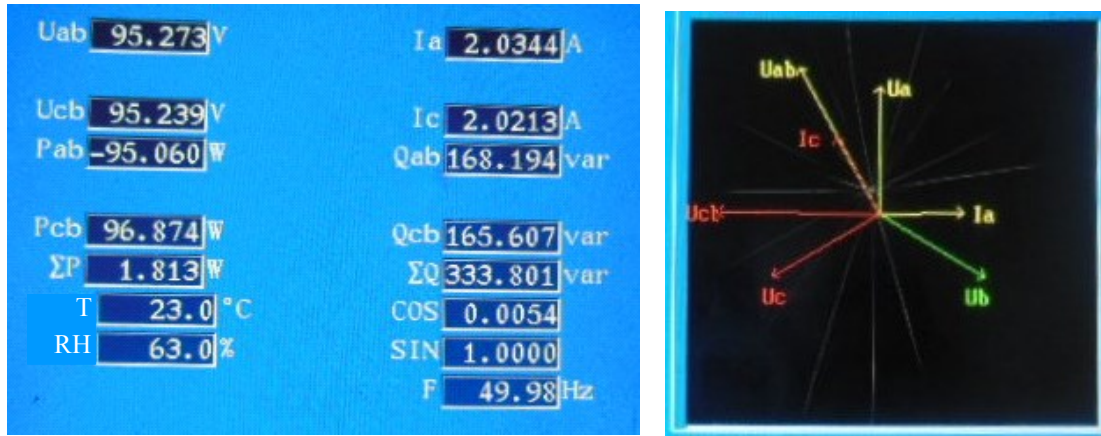 Uab 95.273 V Ia 2.0344 A
Ucb 95.239 V Ic 2.0213 A
Pab -95.060 W Qab 168.194 var
Pcb 96.874 W Qcb 165.607 var
ΣP 1.813 W ΣQ 333.801 var
T 23.0 °C COS 0.0054
RH 63.0 % SIN 1.0000
F 49.98 Hz
Uab
Ua
Ic
Ucb
Ia
Uc
Ub